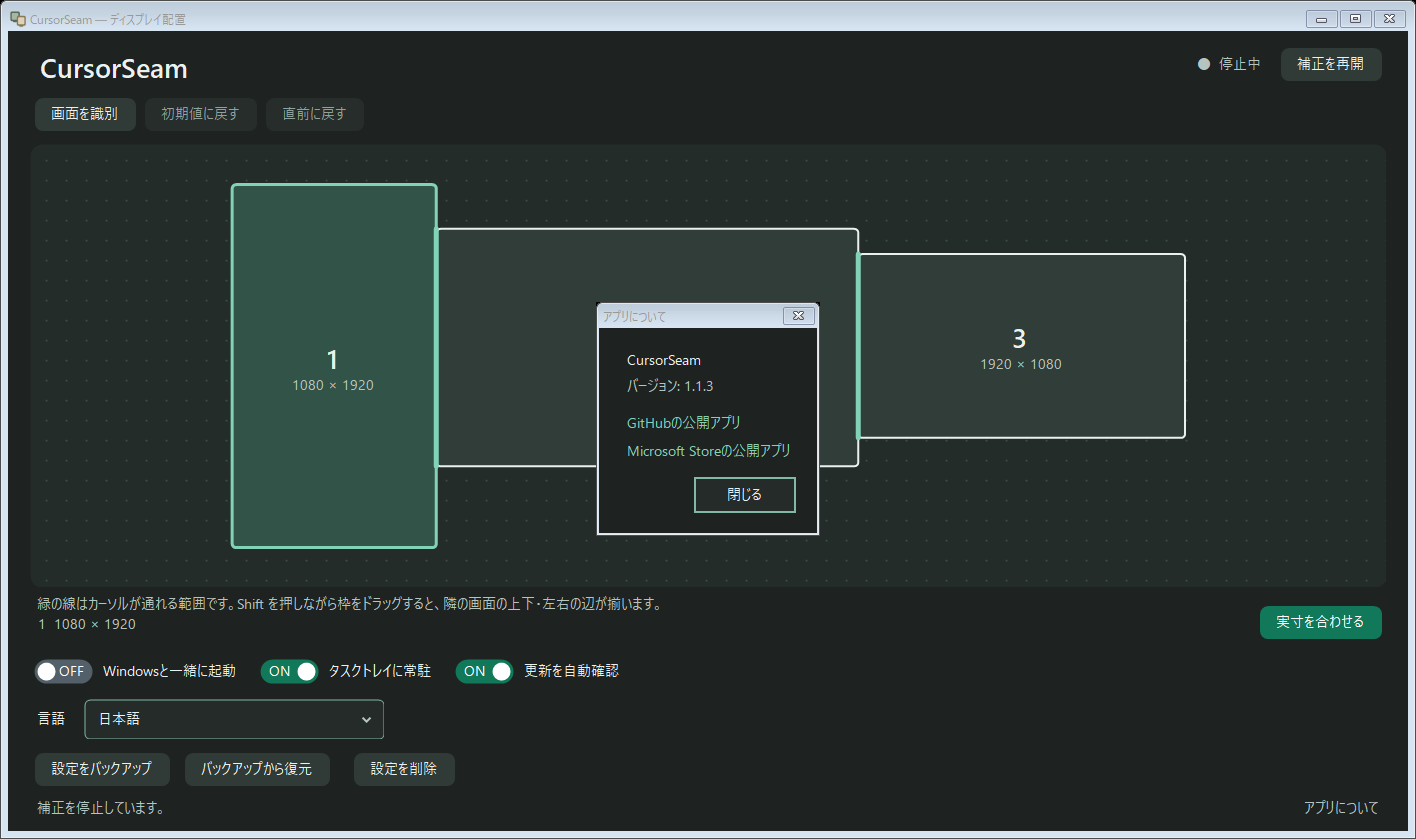 CursorSeam — ディスプレイ配置
CursorSeam
停止中
補正を再開
画面を識別
初期値に戻す
直前に戻す
1
1080 × 1920
3
1920 × 1080
アプリについて
CursorSeam
バージョン: 1.1.3
GitHubの公開アプリ
Microsoft Storeの公開アプリ
閉じる
緑の線はカーソルが通れる範囲です。Shift を押しながら枠をドラッグすると、隣の画面の上下・左右の辺が揃います。
1 1080 × 1920
実寸を合わせる
OFF Windowsと一緒に起動
ON タスクトレイに常駐
ON 更新を自動確認
言語
日本語
設定をバックアップ
バックアップから復元
設定を削除
補正を停止しています。
アプリについて